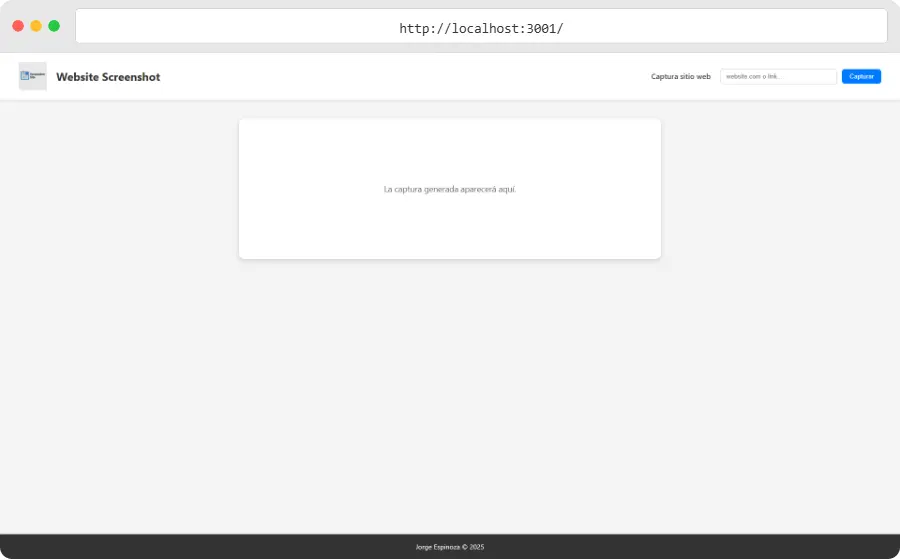 http://localhost:3001/
Website Screenshot
Captura sitio web
website com o link...
Capturar
La captura generada aparecerá aquí.
Jorge Espinoza © 2025